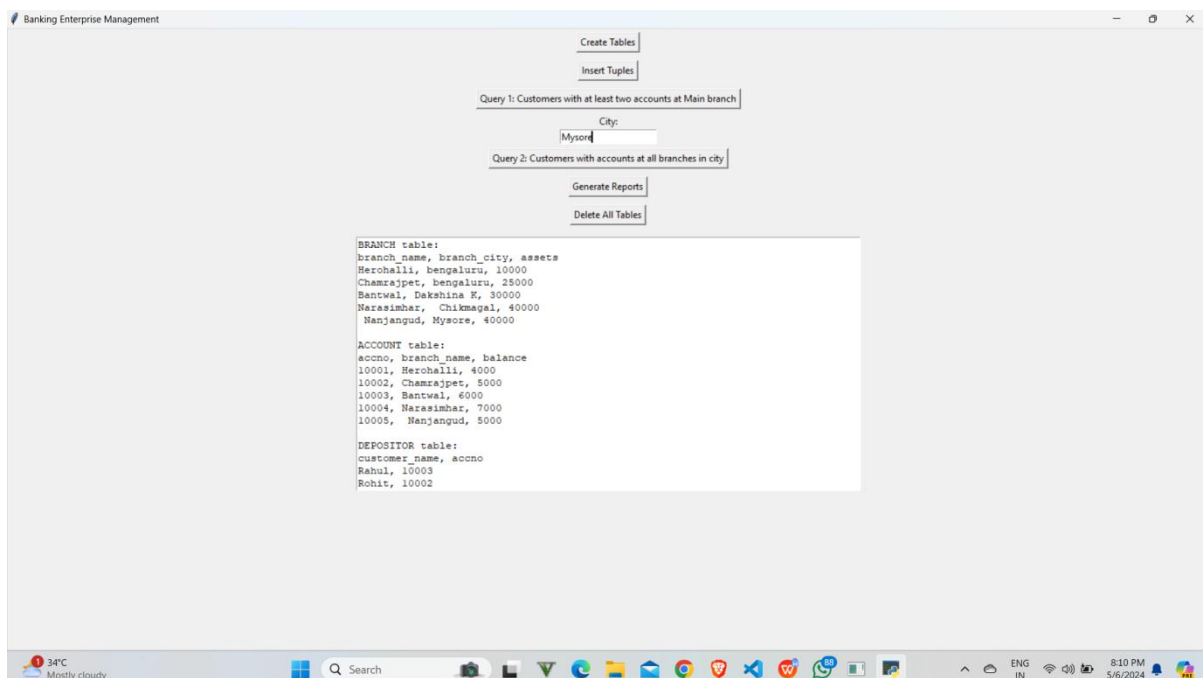 Banking Enterprise Management
Create Tables
Insert Tuples
Query 1: Customers with at least two accounts at Main branch
City:
Mysore
Query 2: Customers with accounts at all branches in city
Generate Reports
Delete All Tables
BRANCH table:
branch_name, branch_city, assets
Herohalli, bengaluru, 10000
Chamrajpet, bengaluru, 25000
Bantwal, Dakshina K, 30000
Narasimhar,  Chikmagal, 40000
 Nanjangud, Mysore, 40000
ACCOUNT table:
accno, branch_name, balance
10001, Herohalli, 4000
10002, Chamrajpet, 5000
10003, Bantwal, 6000
10004, Narasimhar, 7000
10005,  Nanjangud, 5000
DEPOSITOR table:
customer_name, accno
Rahul, 10003
Rohit, 10002
1
34°C
Mostly cloudy
Search
88
ENG
IN
8:10 PM
5/6/2024
PRE